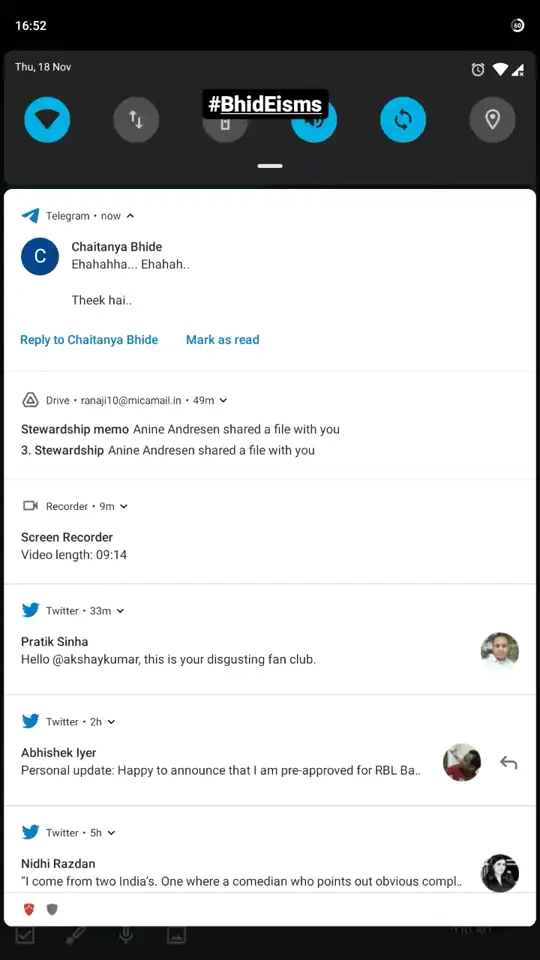 16:52
60
Thu, 18 Nov
#BhidEisms
Telegram • now
C
Chaitanya Bhide
Ehahahha... Ehahah..
Theek hai..
Reply to Chaitanya Bhide Mark as read
Drive • ranaji10@micamail.in • 49m
Stewardship memo Anine Andresen shared a file with you
3. Stewardship Anine Andresen shared a file with you
Recorder • 9m
Screen Recorder
Video length: 09:14
Twitter • 33m
Pratik Sinha
Hello @akshaykumar, this is your disgusting fan club.
Twitter • 2h
Abhishek Iyer
Personal update: Happy to announce that I am pre-approved for RBL Ba..
Twitter • 5h
Nidhi Razdan
“I come from two India’s. One where a comedian who points out obvious compl..